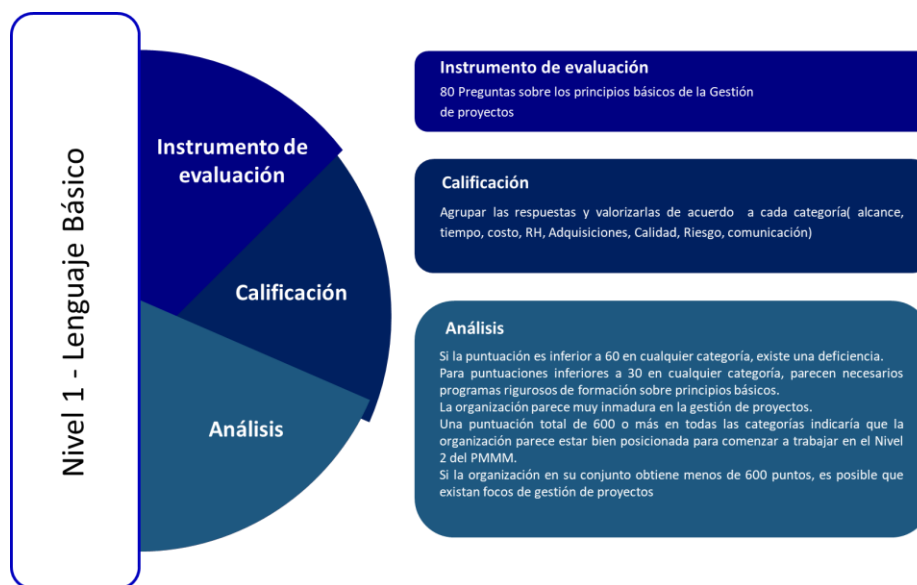 Nivel 1 - Lenguaje Básico
Instrumento de
evaluación
Calificación
Análisis
Instrumento de evaluación
80 Preguntas sobre los principios básicos de la Gestión
de proyectos
Calificación
Agrupar las respuestas y valorizarlas de acuerdo a cada categoría( alcance,
tiempo, costo, RH, Adquisiciones, Calidad, Riesgo, comunicación)
Análisis
Si la puntuación es inferior a 60 en cualquier categoría, existe una deficiencia.
Para puntuaciones inferiores a 30 en cualquier categoría, parecen necesarios
programas rigurosos de formación sobre principios básicos.
La organización parece muy inmadura en la gestión de proyectos.
Una puntuación total de 600 o más en todas las categorías indicaría que la
organización parece estar bien posicionada para comenzar a trabajar en el Nivel
2 del PMMM.
Si la organización en su conjunto obtiene menos de 600 puntos, es posible que
existan focos de gestión de proyectos